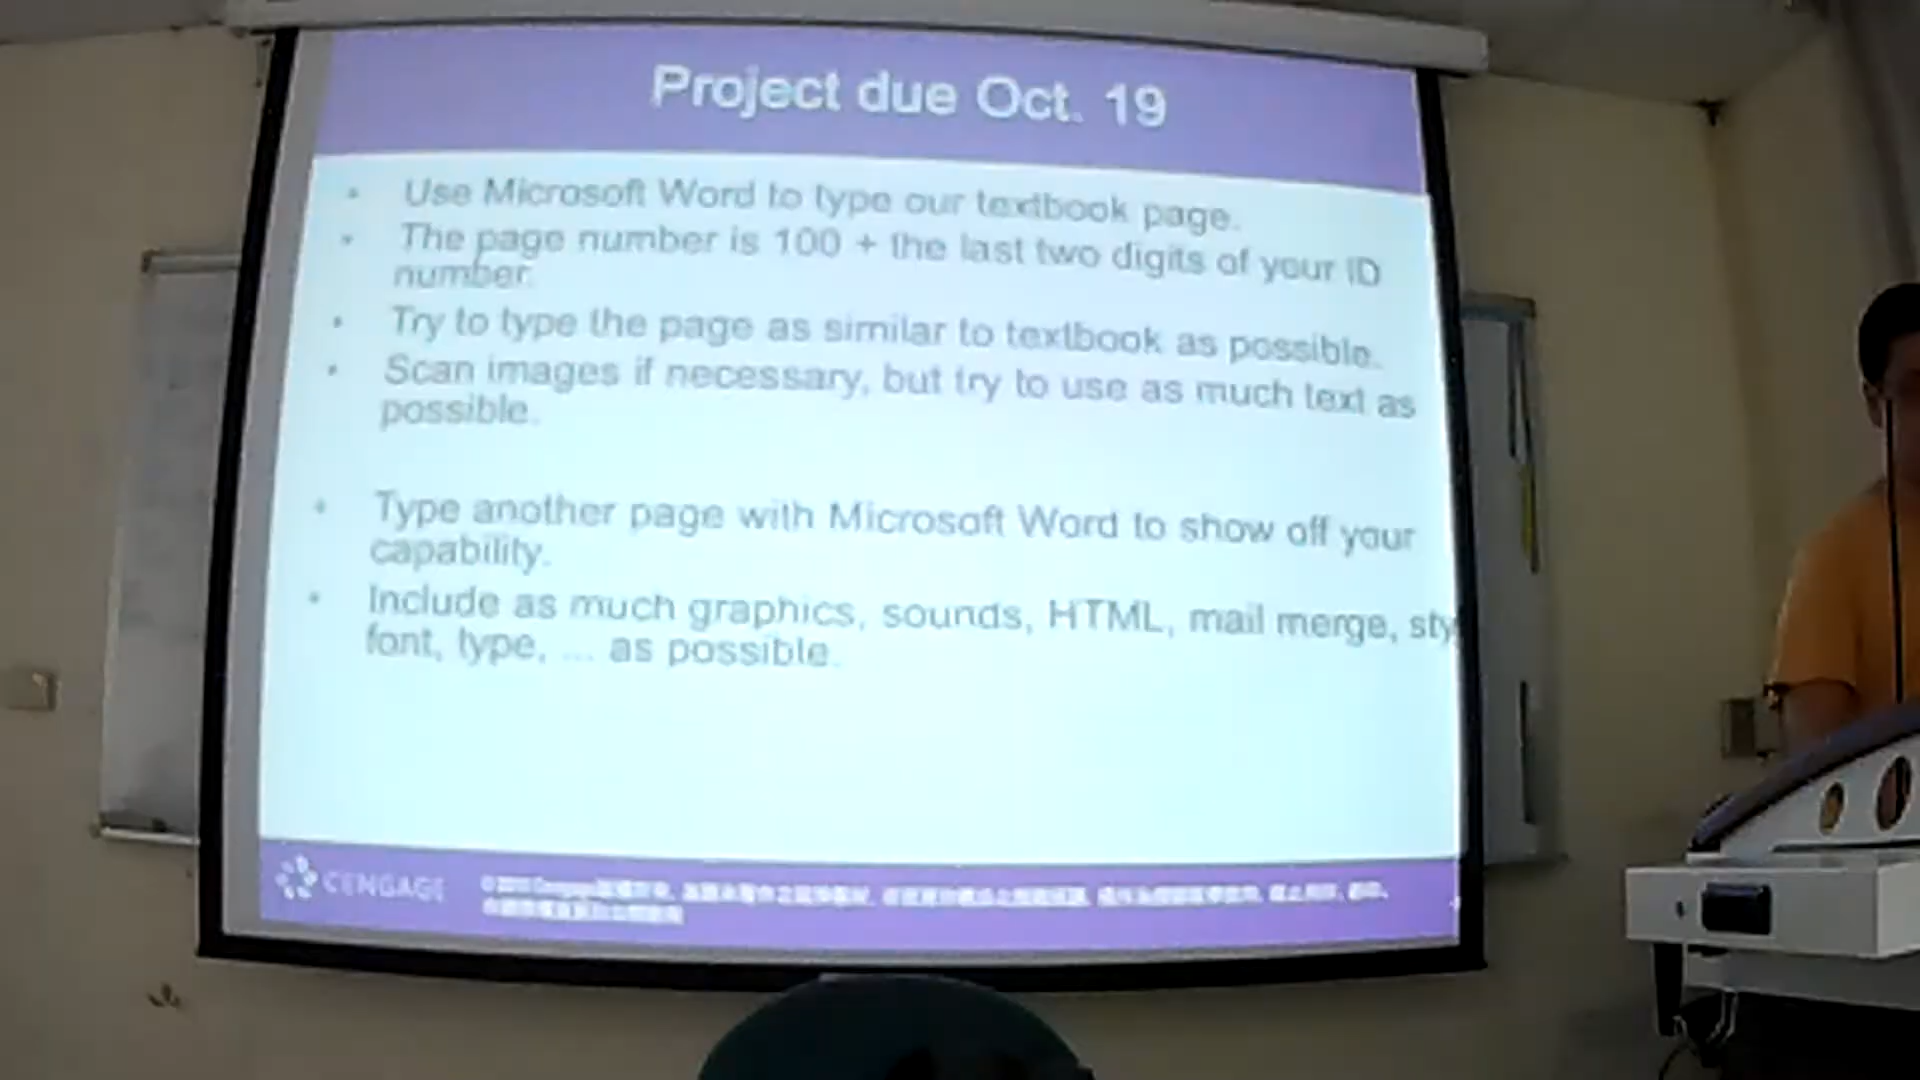 Project due Oct. 19
Use Microsoft Word to type our textbook page.
The page number is 100 + the last two digits of your ID
number.
Try to type the page as similar to textbook as possible.
Scan images if necessary, but try to use as much text as
possible.
Type another page with Microsoft Word to show off your
capability.
Include as much graphics, sounds, HTML, mail merge, sty
font, type, ... as possible.
CENGAGE